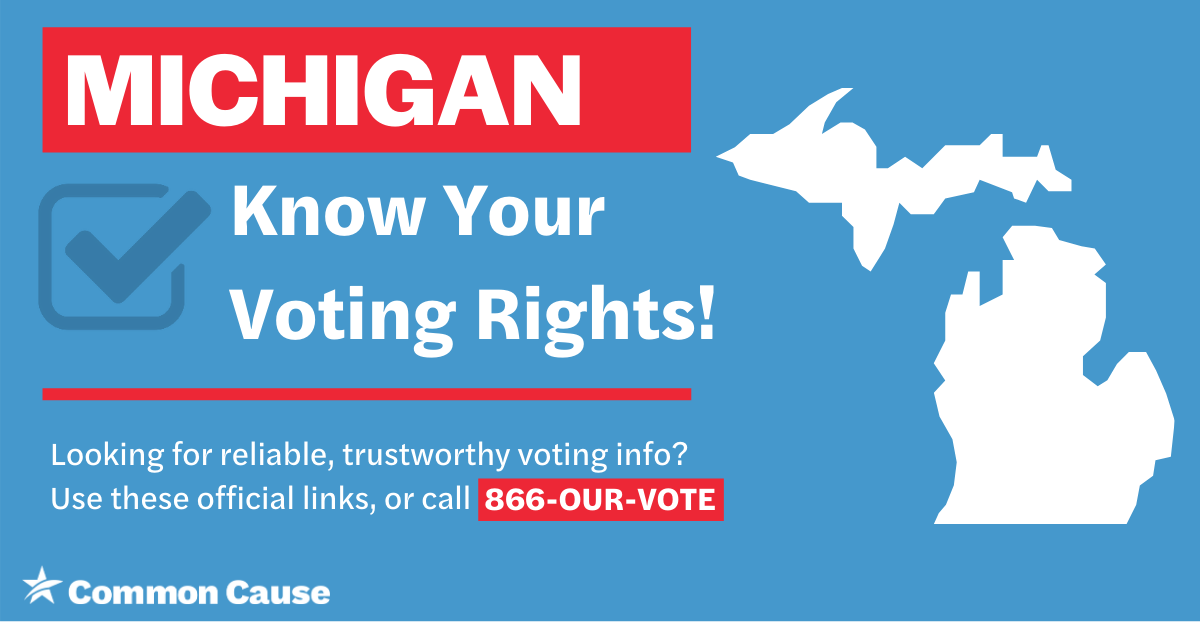 MICHIGAN
Know Your
Voting Rights!
Looking for reliable, trustworthy voting info?
Use these official links, or call 866-OUR-VOTE
Common Cause